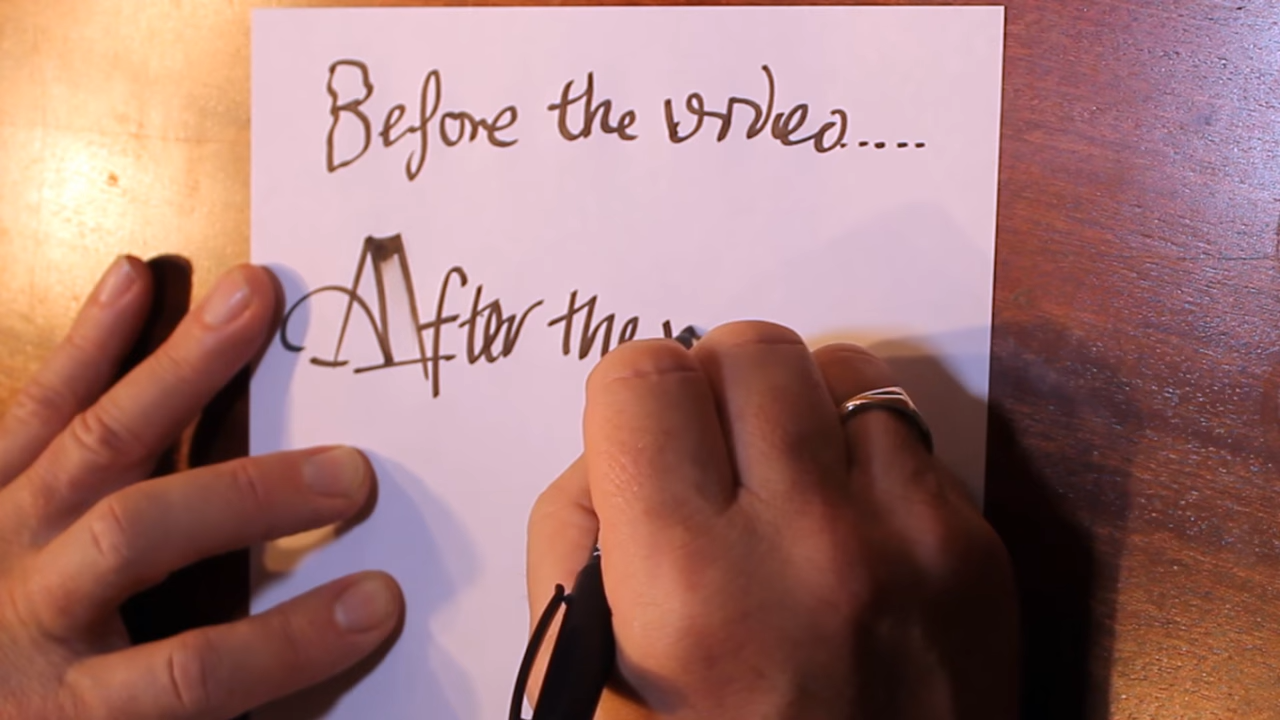 Before the video.....
After the